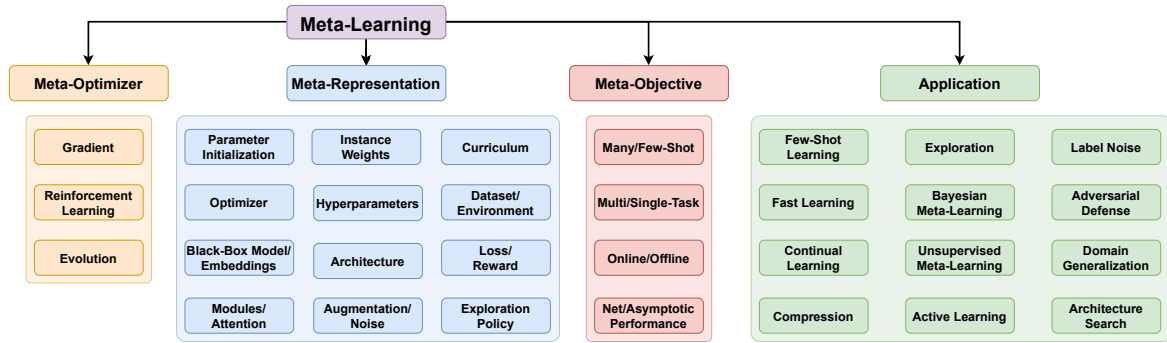 Meta-Learning
Meta-Optimizer
Meta-Representation
Meta-Objective
Application
Gradient
Reinforcement
Learning
Evolution
Parameter
Initialization
Instance
Weights
Curriculum
Optimizer
Hyperparameters
Dataset/
Environment
Black-Box Model/
Embeddings
Architecture
Loss/
Reward
Modules/
Attention
Augmentation/
Noise
Exploration
Policy
Many/Few-Shot
Multi/Single-Task
Online/Offline
Net/Asymptotic
Performance
Few-Shot
Learning
Exploration
Label Noise
Fast Learning
Bayesian
Meta-Learning
Adversarial
Defense
Continual
Learning
Unsupervised
Meta-Learning
Domain
Generalization
Compression
Active Learning
Architecture
Search